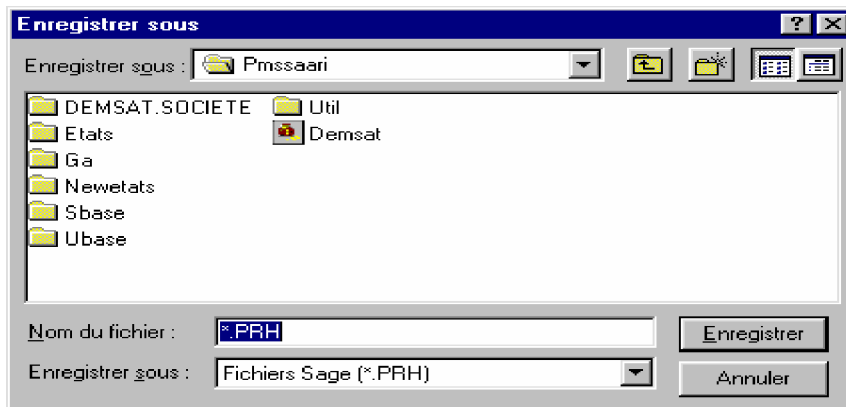 Enregistrer sous
Enregistrer sous : Pmssaari
DEMSAT.SOCIETE Util
Etats Demsat
Ga
Newetats
Sbase
Ubase
Nom du fichier : *.PRH Enregistrer
Enregistrer sous : Fichiers Sage (*.PRH) Annuler